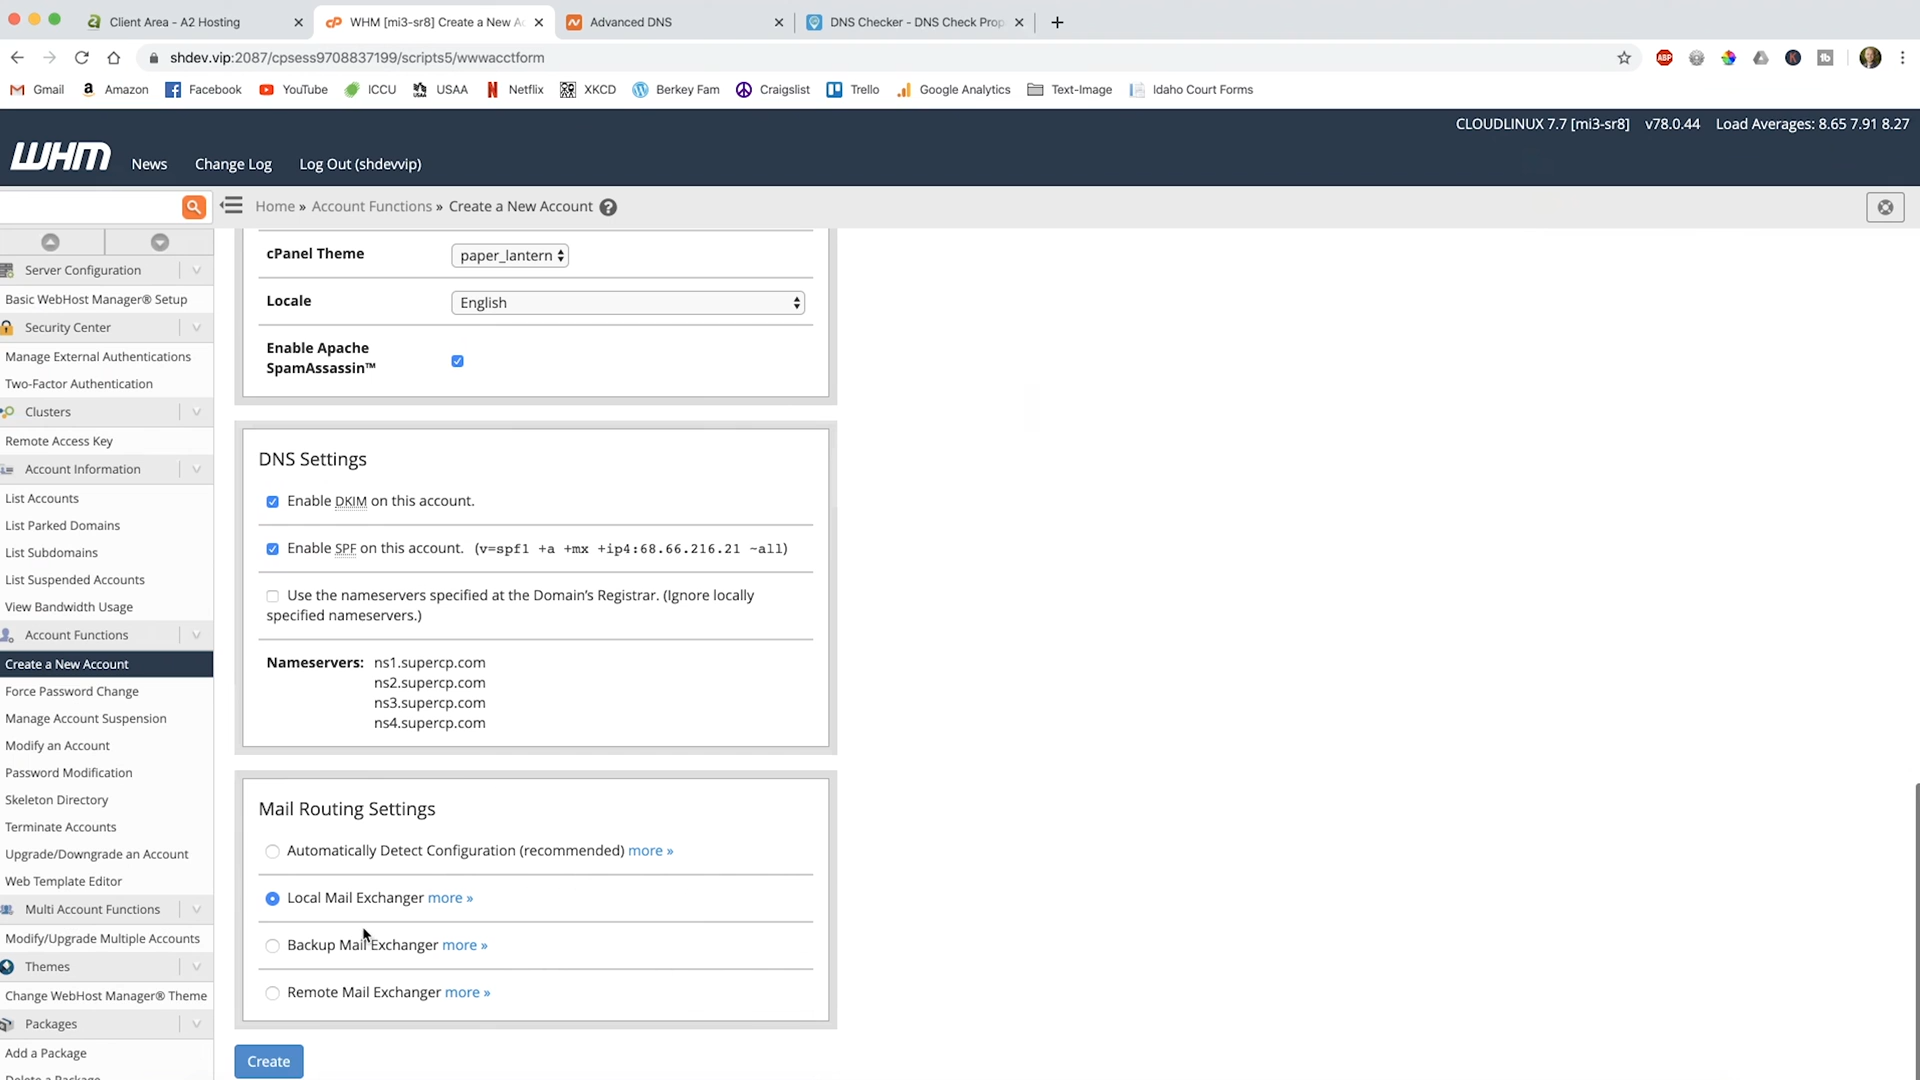 Client Area - A2 Hosting
WHM [mi3-sr8] Create a New Ac
Advanced DNS
DNS Checker - DNS Check Prop
shdev.vip:2087/cpsess9708837199/scripts5/wwwacctform
ABP
Gmail
Amazon
Facebook
YouTube
ICCU
USAA
Netflix
XKCD
Berkey Fam
Craigslist
Trello
Google Analytics
Text-Image
Idaho Court Forms
CLOUDLINUX 7.7 [mi3-sr8] v78.0.44 Load Averages: 8.65 7.91 8.27
WHM
News
Change Log
Log Out (shdevvip)
Home » Account Functions » Create a New Account
Server Configuration
Basic WebHost Manager® Setup
Security Center
Manage External Authentications
Two-Factor Authentication
Clusters
Remote Access Key
Account Information
List Accounts
List Parked Domains
List Subdomains
List Suspended Accounts
View Bandwidth Usage
Account Functions
Create a New Account
Force Password Change
Manage Account Suspension
Modify an Account
Password Modification
Skeleton Directory
Terminate Accounts
Upgrade/Downgrade an Account
Web Template Editor
Multi Account Functions
Modify/Upgrade Multiple Accounts
Themes
Change WebHost Manager® Theme
Packages
Add a Package
Delete a Package
cPanel Theme paper_lantern
Locale English
Enable Apache
SpamAssassin™
DNS Settings
Enable DKIM on this account.
Enable SPF on this account. (v=spf1 +a +mx +ip4:68.66.216.21 ~all)
Use the nameservers specified at the Domain's Registrar. (Ignore locally
specified nameservers.)
Nameservers: ns1.supercp.com
ns2.supercp.com
ns3.supercp.com
ns4.supercp.com
Mail Routing Settings
Automatically Detect Configuration (recommended) more »
Local Mail Exchanger more »
Backup Mail Exchanger more »
Remote Mail Exchanger more »
Create